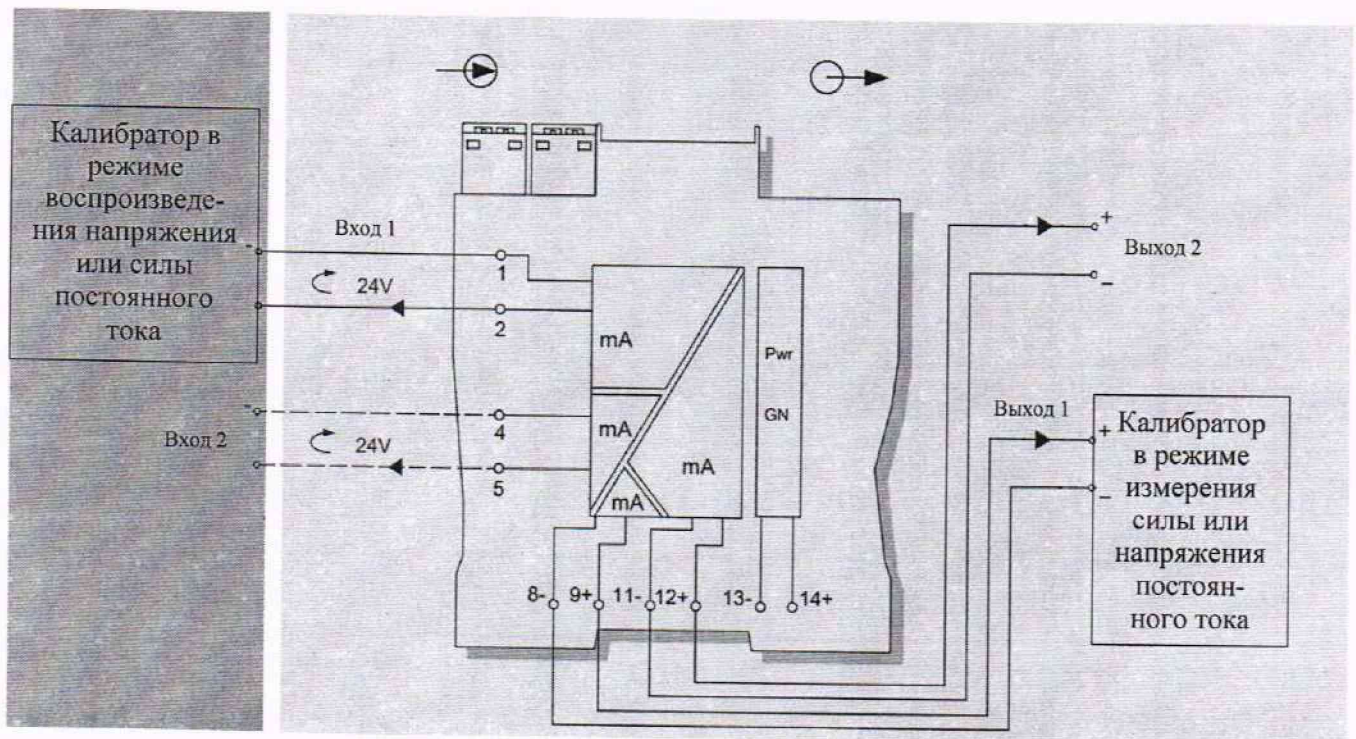 Калибратор в
режиме
воспроизведе-
ния напряжения
или силы
постоянного
тока
-
Вход 1
24V
1
2
-
Вход 2
24V
4
5
mA
mA
mA
mA
Pwr
GN
8-
9+
11-
12+
13-
14+
+
Выход 2
–
Выход 1
+
–
Калибратор
в режиме
измерения
силы или
напряжения
постоян-
ного тока